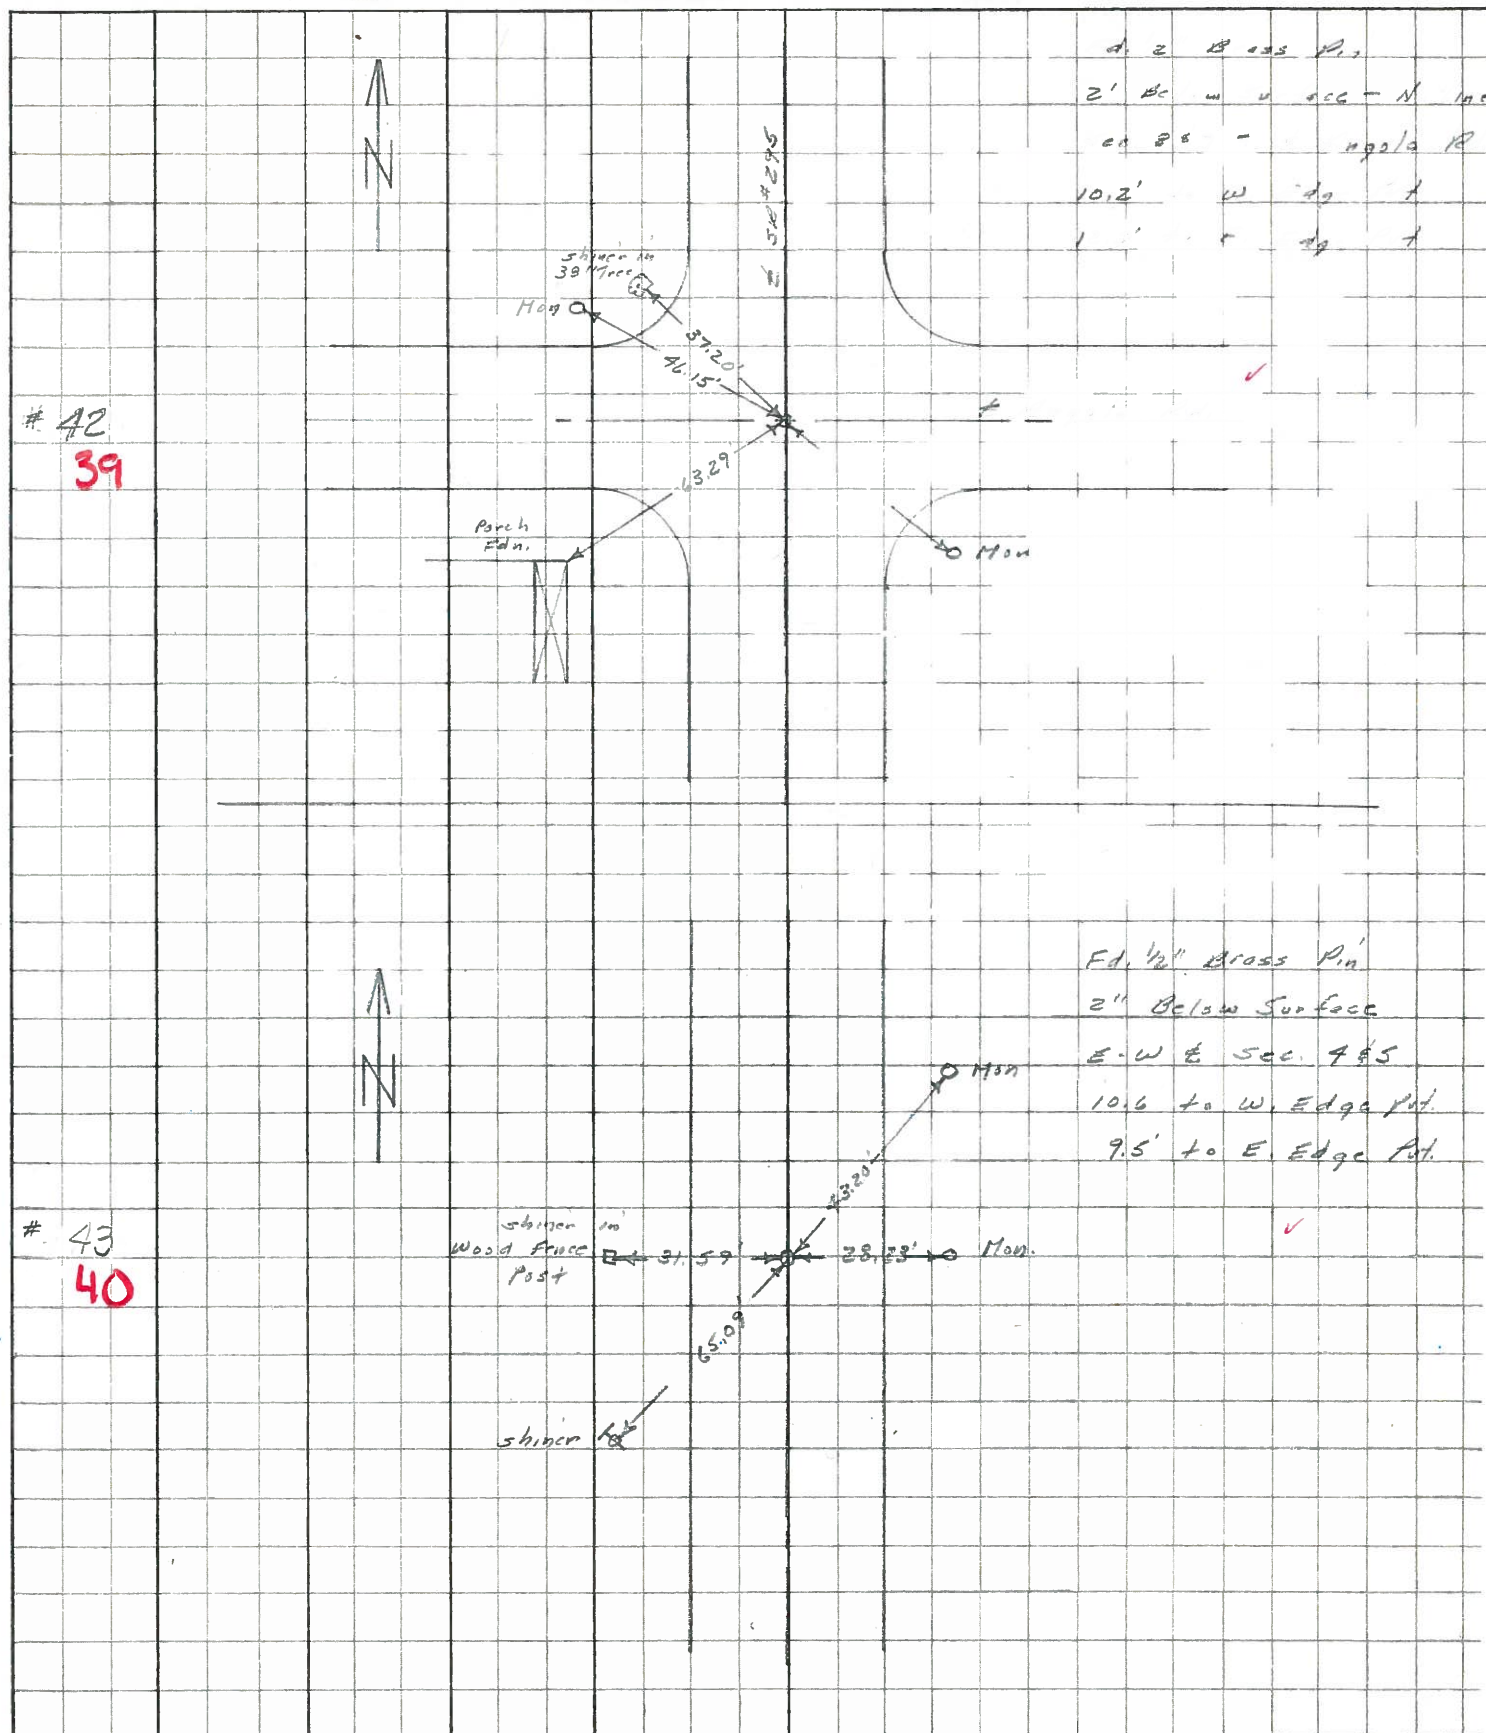 N
SR #295
shiner in
38" Tree
Mon
37.20'
46.15'
# 42
39
63.29
Porch
Fdn.
Mon
10.2'
N
Fd. 1/2" Brass Pin
2" Below Surface
E-W ℄ Sec. 4 & 5
10.6 to W. Edge Pvt.
9.5' to E. Edge Pvt.
Mon
43.20'
# 43
40
shiner in
Wood Fence
Post
31.59'
28.23'
Mon.
65.09'
shiner